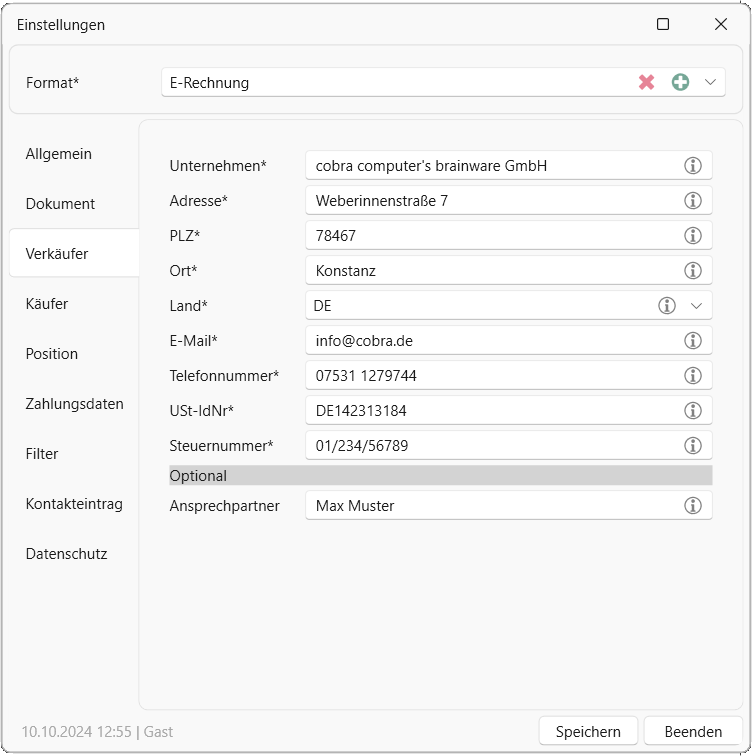 Einstellungen
Format* E-Rechnung
Allgemein
Dokument
Verkäufer
Käufer
Position
Zahlungsdaten
Filter
Kontakteintrag
Datenschutz
Unternehmen* cobra computer's brainware GmbH
Adresse* Weberinnenstraße 7
PLZ* 78467
Ort* Konstanz
Land* DE
E-Mail* info@cobra.de
Telefonnummer* 07531 1279744
USt-IdNr* DE142313184
Steuernummer* 01/234/56789
Optional
Ansprechpartner Max Muster
10.10.2024 12:55 | Gast
Speichern Beenden